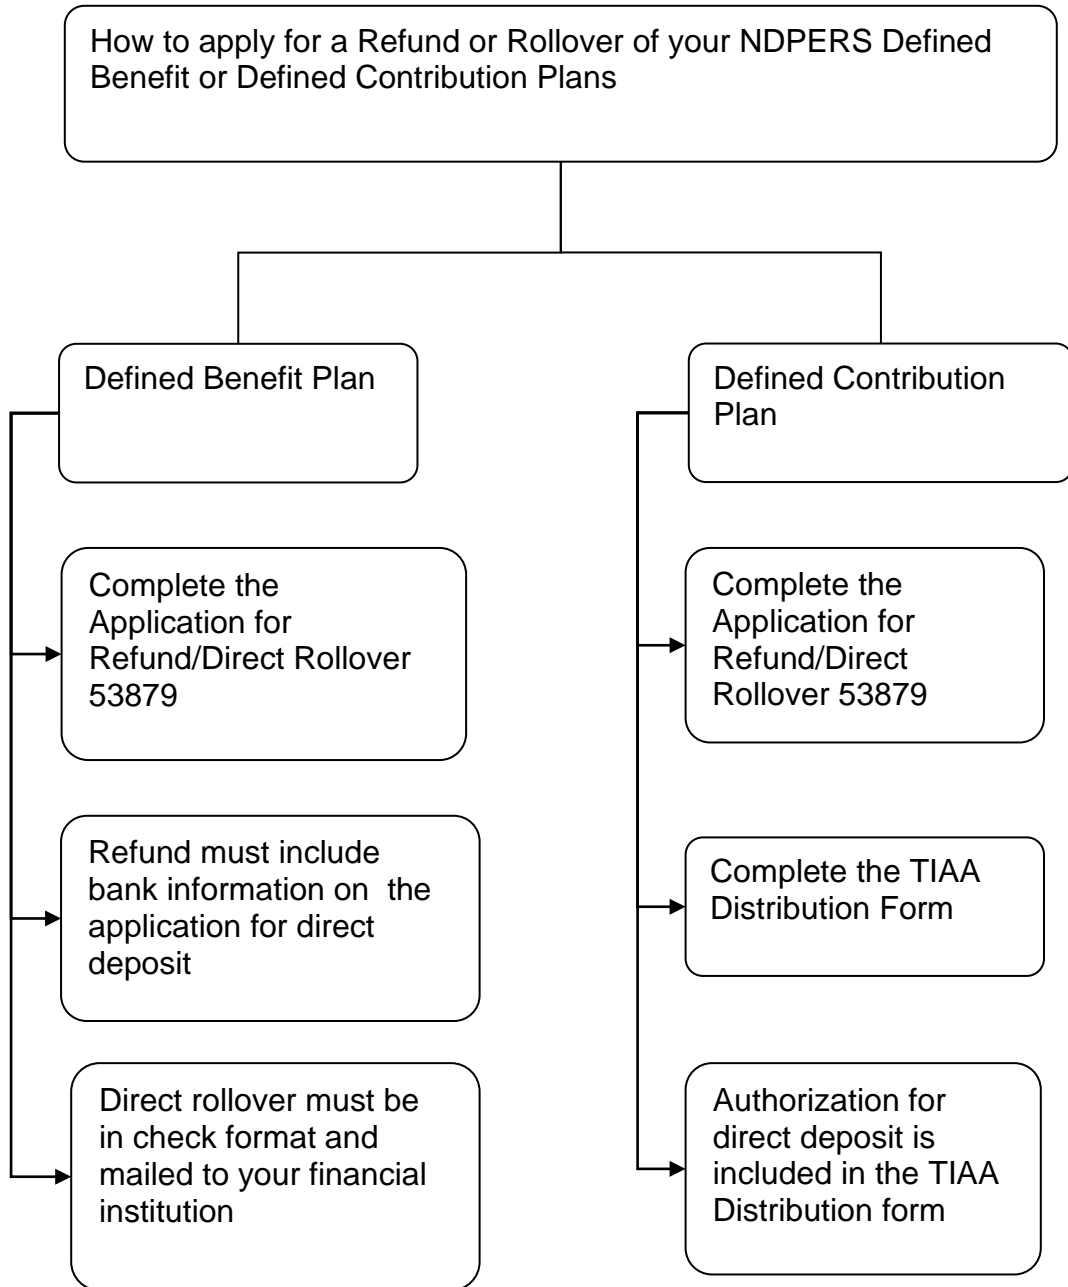 How to apply for a Refund or Rollover of your NDPERS Defined
Benefit or Defined Contribution Plans
Defined Benefit Plan
Complete the
Application for
Refund/Direct Rollover
53879
Refund must include
bank information on  the
application for direct
deposit
Direct rollover must be
in check format and
mailed to your financial
institution
Defined Contribution
Plan
Complete the
Application for
Refund/Direct
Rollover 53879
Complete the TIAA
Distribution Form
Authorization for
direct deposit is
included in the TIAA
Distribution form